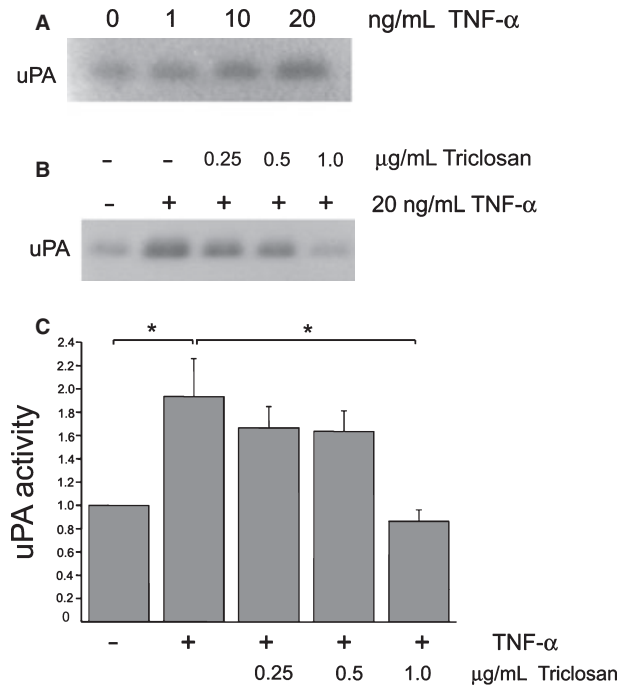 A 0 1 10 20 ng/mL TNF-α
uPA
B – – 0.25 0.5 1.0 μg/mL Triclosan
– + + + + 20 ng/mL TNF-α
uPA
C
* *
2.4
2.2
2.0
1.8
1.6
1.4
1.2
1.0
0.8
0.6
0.4
0.2
0
uPA activity
– + + + + TNF-α
0.25 0.5 1.0 μg/mL Triclosan